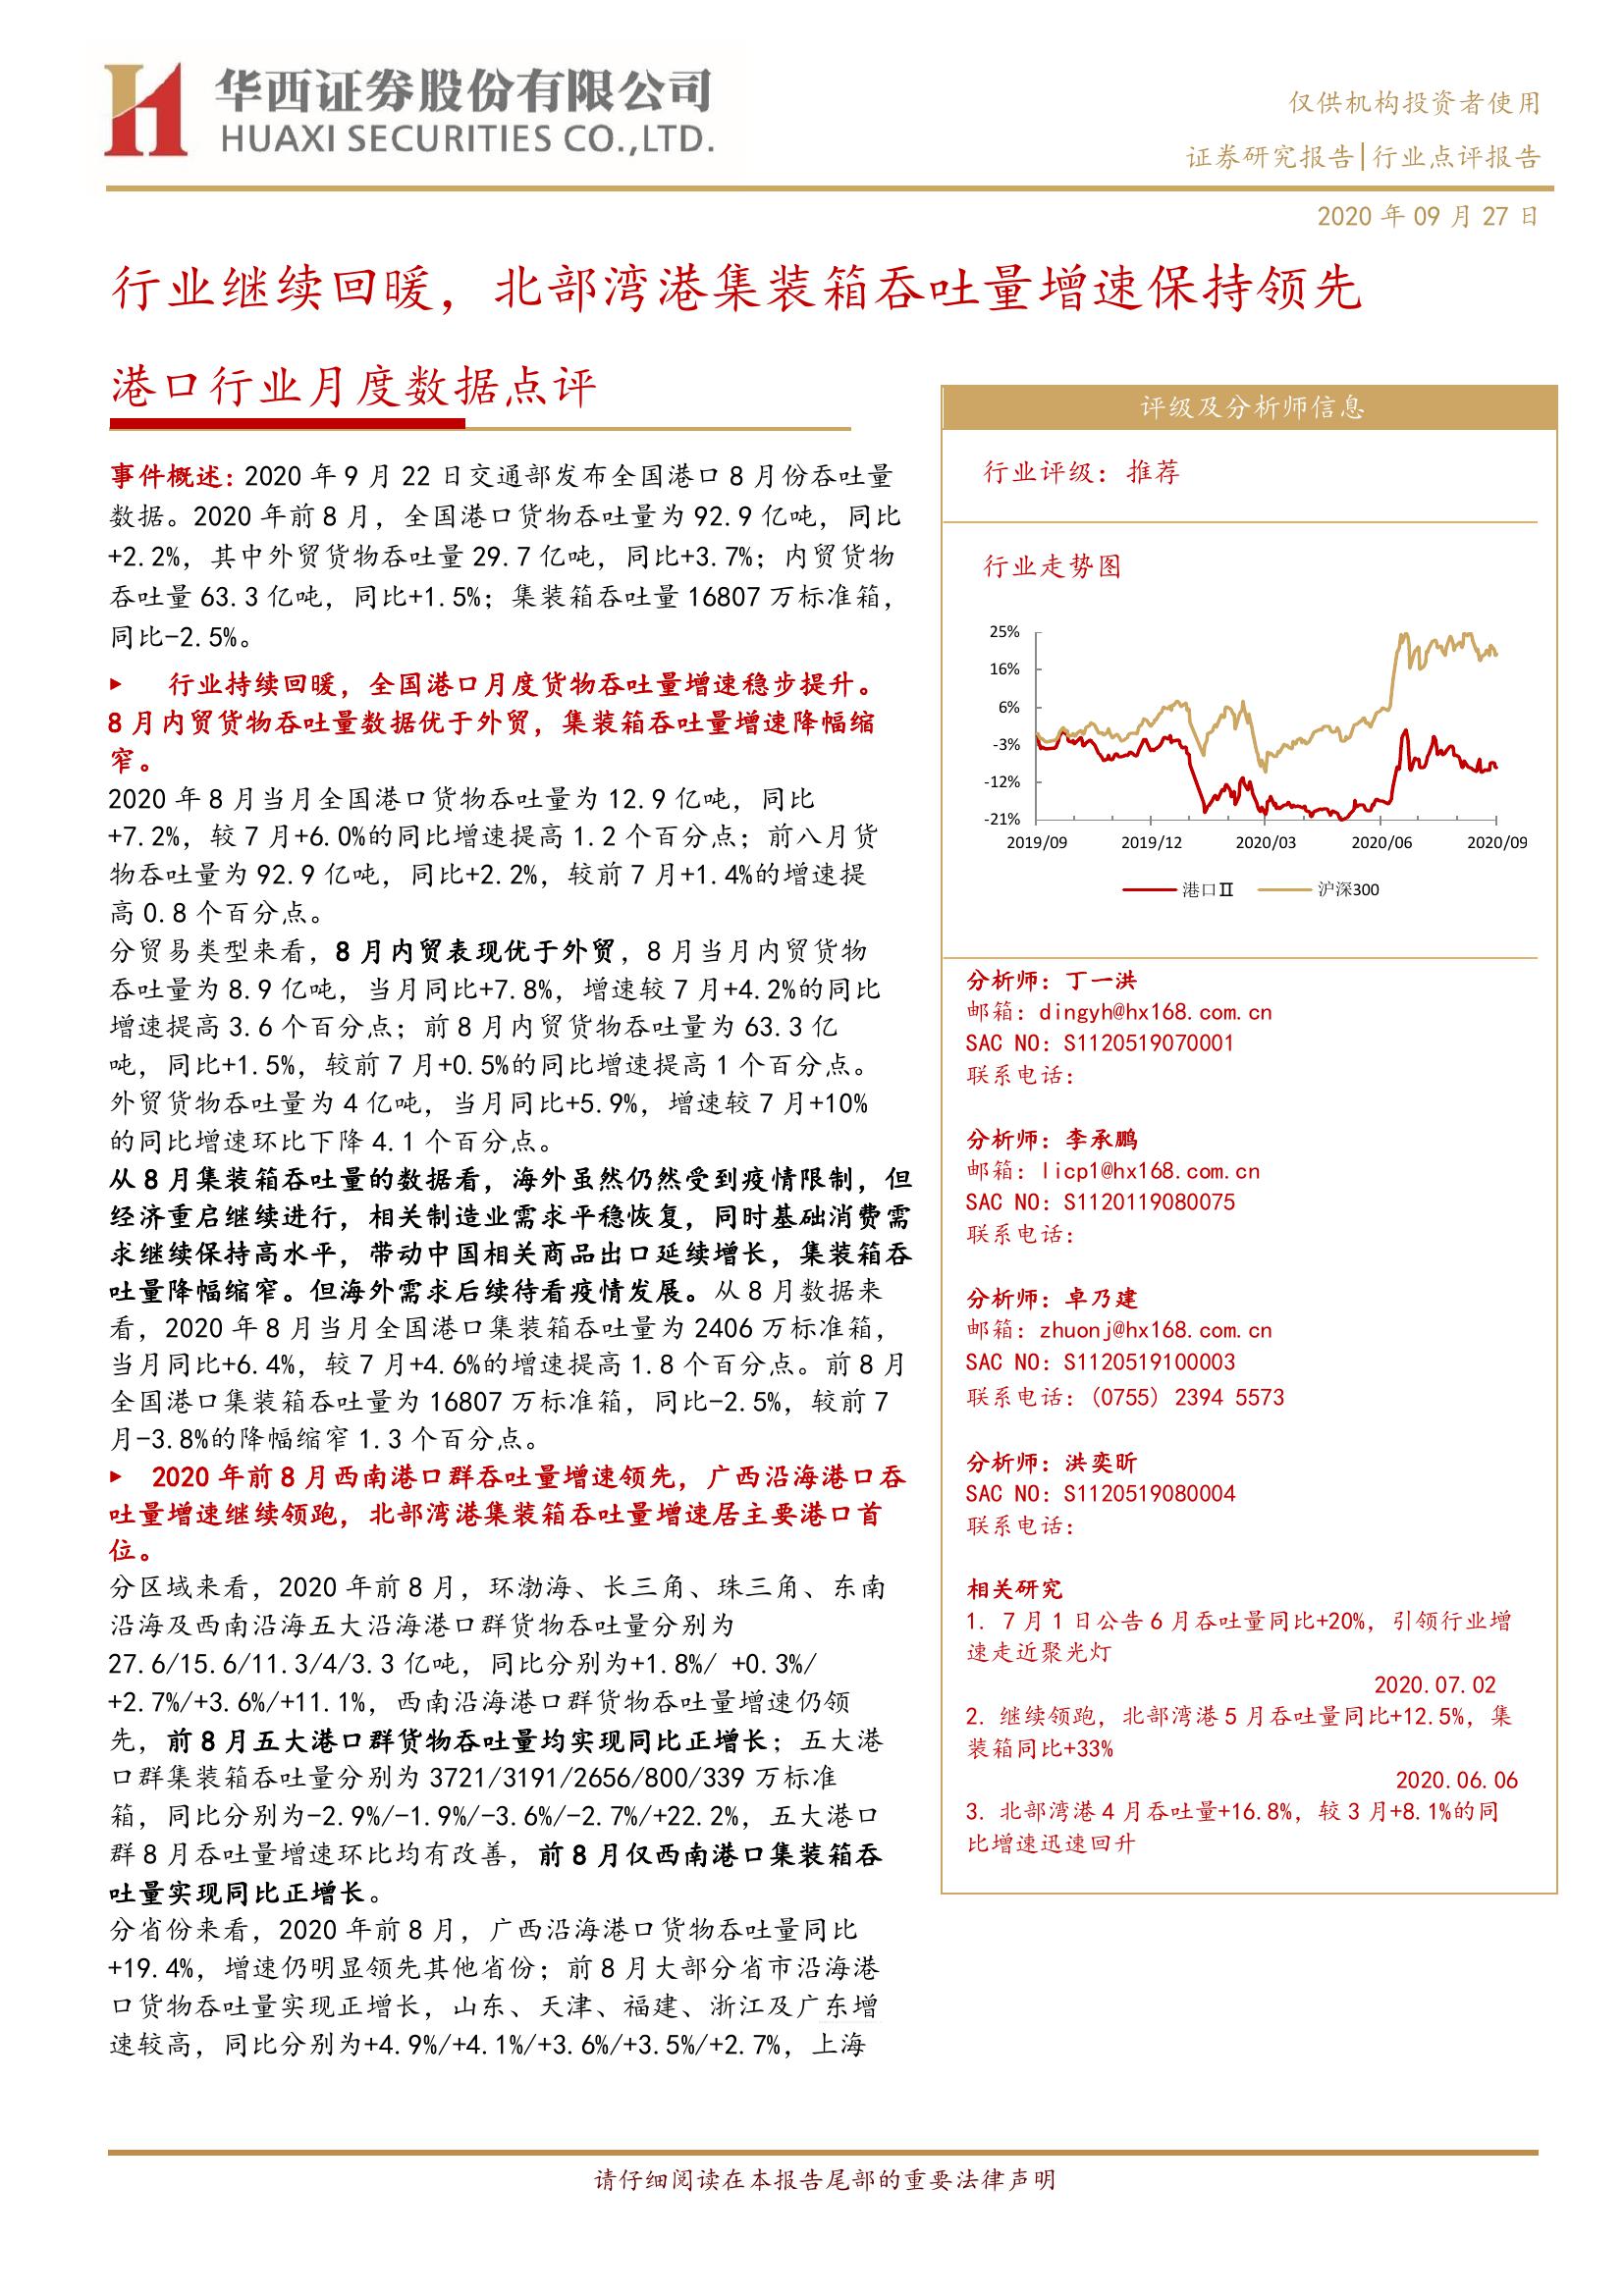 华西证券股份有限公司
HUAXI SECURITIES CO.,LTD.
仅供机构投资者使用
证券研究报告|行业点评报告
2020 年 09 月 27 日
行业继续回暖，北部湾港集装箱吞吐量增速保持领先
港口行业月度数据点评
事件概述：2020 年 9 月 22 日交通部发布全国港口 8 月份吞吐量
数据。2020 年前 8 月，全国港口货物吞吐量为 92.9 亿吨，同比
+2.2%，其中外贸货物吞吐量 29.7 亿吨，同比+3.7%；内贸货物
吞吐量 63.3 亿吨，同比+1.5%；集装箱吞吐量 16807 万标准箱，
同比-2.5%。
▶ 行业持续回暖，全国港口月度货物吞吐量增速稳步提升。
8 月内贸货物吞吐量数据优于外贸，集装箱吞吐量增速降幅缩
窄。
2020 年 8 月当月全国港口货物吞吐量为 12.9 亿吨，同比
+7.2%，较 7 月+6.0%的同比增速提高 1.2 个百分点；前八月货
物吞吐量为 92.9 亿吨，同比+2.2%，较前 7 月+1.4%的增速提
高 0.8 个百分点。
分贸易类型来看，8 月内贸表现优于外贸，8 月当月内贸货物
吞吐量为 8.9 亿吨，当月同比+7.8%，增速较 7 月+4.2%的同比
增速提高 3.6 个百分点；前 8 月内贸货物吞吐量为 63.3 亿
吨，同比+1.5%，较前 7 月+0.5%的同比增速提高 1 个百分点。
外贸货物吞吐量为 4 亿吨，当月同比+5.9%，增速较 7 月+10%
的同比增速环比下降 4.1 个百分点。
从 8 月集装箱吞吐量的数据看，海外虽然仍然受到疫情限制，但
经济重启继续进行，相关制造业需求平稳恢复，同时基础消费需
求继续保持高水平，带动中国相关商品出口延续增长，集装箱吞
吐量降幅缩窄。但海外需求后续待看疫情发展。从 8 月数据来
看，2020 年 8 月当月全国港口集装箱吞吐量为 2406 万标准箱，
当月同比+6.4%，较 7 月+4.6%的增速提高 1.8 个百分点。前 8 月
全国港口集装箱吞吐量为 16807 万标准箱，同比-2.5%，较前 7
月-3.8%的降幅缩窄 1.3 个百分点。
▶ 2020 年前 8 月西南港口群吞吐量增速领先，广西沿海港口吞
吐量增速继续领跑，北部湾港集装箱吞吐量增速居主要港口首
位。
分区域来看，2020 年前 8 月，环渤海、长三角、珠三角、东南
沿海及西南沿海五大沿海港口群货物吞吐量分别为
27.6/15.6/11.3/4/3.3 亿吨，同比分别为+1.8%/ +0.3%/
+2.7%/+3.6%/+11.1%，西南沿海港口群货物吞吐量增速仍领
先，前 8 月五大港口群货物吞吐量均实现同比正增长；五大港
口群集装箱吞吐量分别为 3721/3191/2656/800/339 万标准
箱，同比分别为-2.9%/-1.9%/-3.6%/-2.7%/+22.2%，五大港口
群 8 月吞吐量增速环比均有改善，前 8 月仅西南港口集装箱吞
吐量实现同比正增长。
分省份来看，2020 年前 8 月，广西沿海港口货物吞吐量同比
+19.4%，增速仍明显领先其他省份；前 8 月大部分省市沿海港
口货物吞吐量实现正增长，山东、天津、福建、浙江及广东增
速较高，同比分别为+4.9%/+4.1%/+3.6%/+3.5%/+2.7%，上海
评级及分析师信息
行业评级：推荐
行业走势图
25%
16%
6%
-3%
-12%
-21%
2019/09 2019/12 2020/03 2020/06 2020/09
港口Ⅱ 沪深300
分析师：丁一洪
邮箱：dingyh@hx168.com.cn
SAC NO：S1120519070001
联系电话：
分析师：李承鹏
邮箱：licp1@hx168.com.cn
SAC NO：S1120119080075
联系电话：
分析师：卓乃建
邮箱：zhuonj@hx168.com.cn
SAC NO：S1120519100003
联系电话：(0755) 2394 5573
分析师：洪奕昕
SAC NO：S1120519080004
联系电话：
相关研究
1. 7 月 1 日公告 6 月吞吐量同比+20%，引领行业增
速走近聚光灯
2020.07.02
2. 继续领跑，北部湾港 5 月吞吐量同比+12.5%，集
装箱同比+33%
2020.06.06
3. 北部湾港 4 月吞吐量+16.8%，较 3 月+8.1%的同
比增速迅速回升
请仔细阅读在本报告尾部的重要法律声明